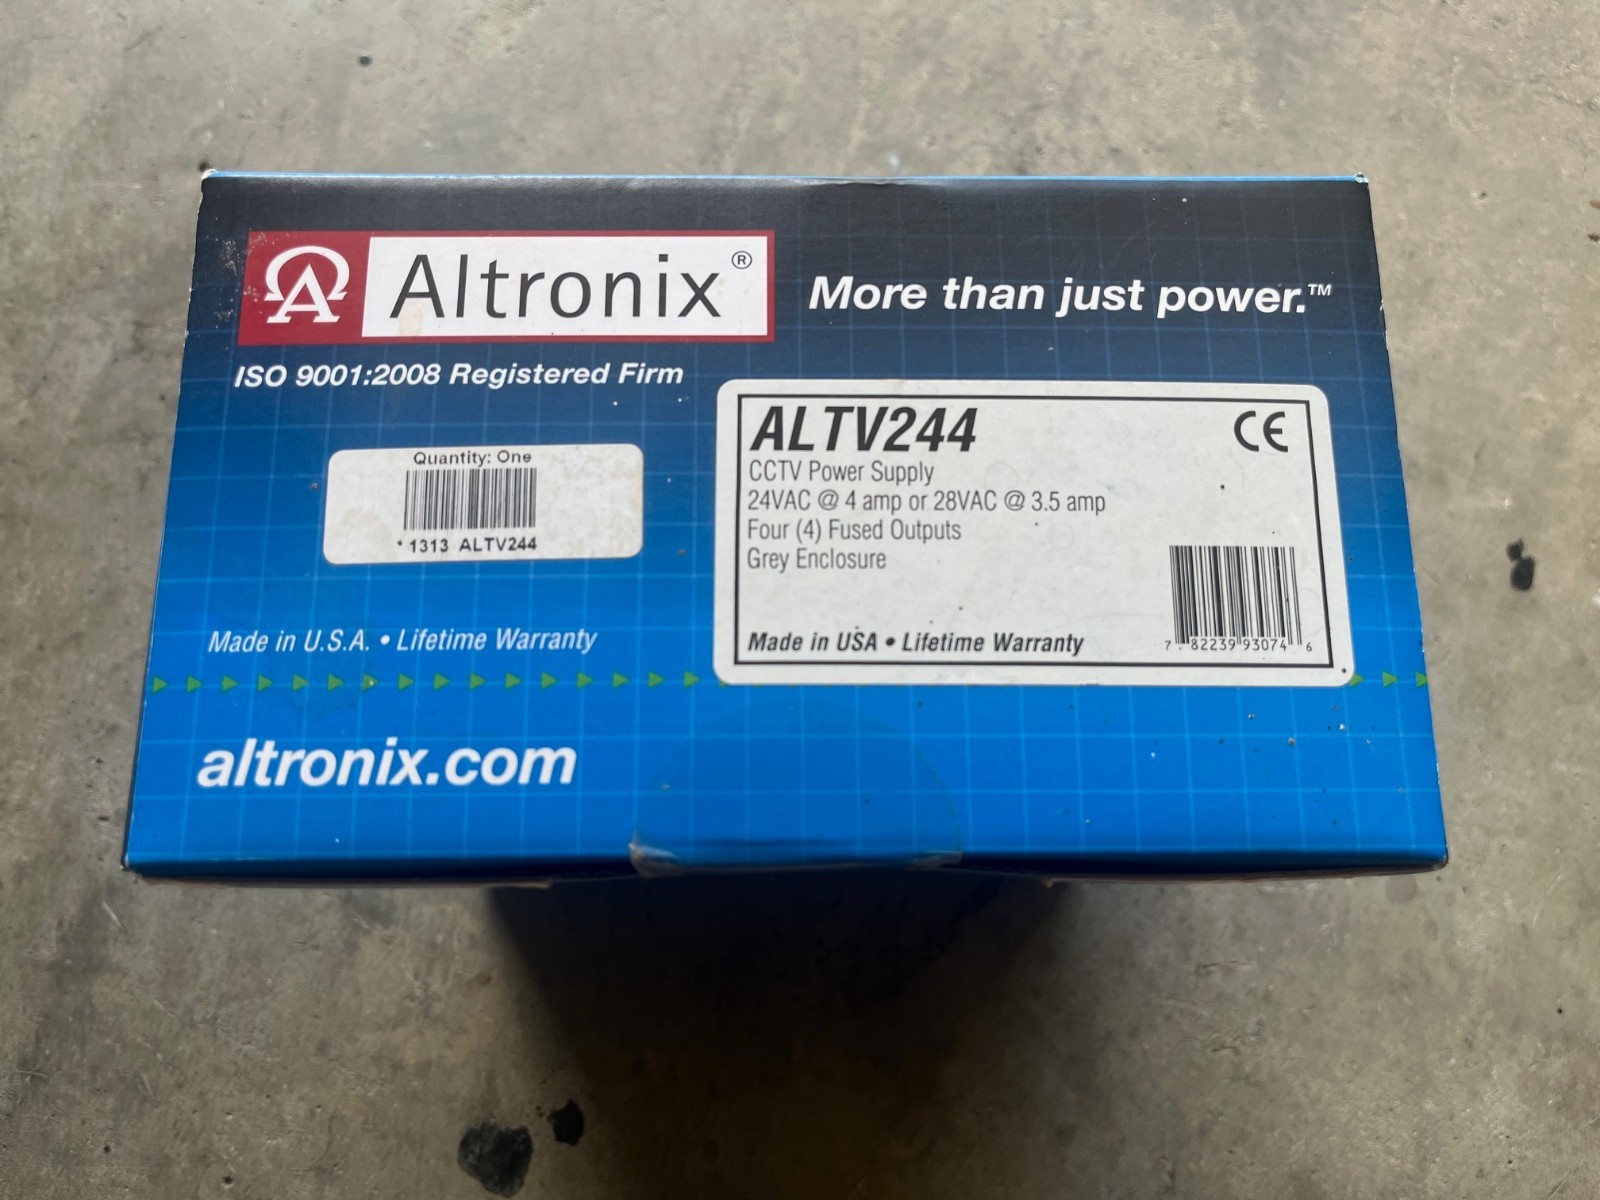 Altronix®
More than just power.™
ISO 9001:2008 Registered Firm
Quantity: One
* 1313 ALTV244
ALTV244
CE
CCTV Power Supply
24VAC @ 4 amp or 28VAC @ 3.5 amp
Four (4) Fused Outputs
Grey Enclosure
Made in USA • Lifetime Warranty
7 82239 93074 6
Made in U.S.A. • Lifetime Warranty
altronix.com